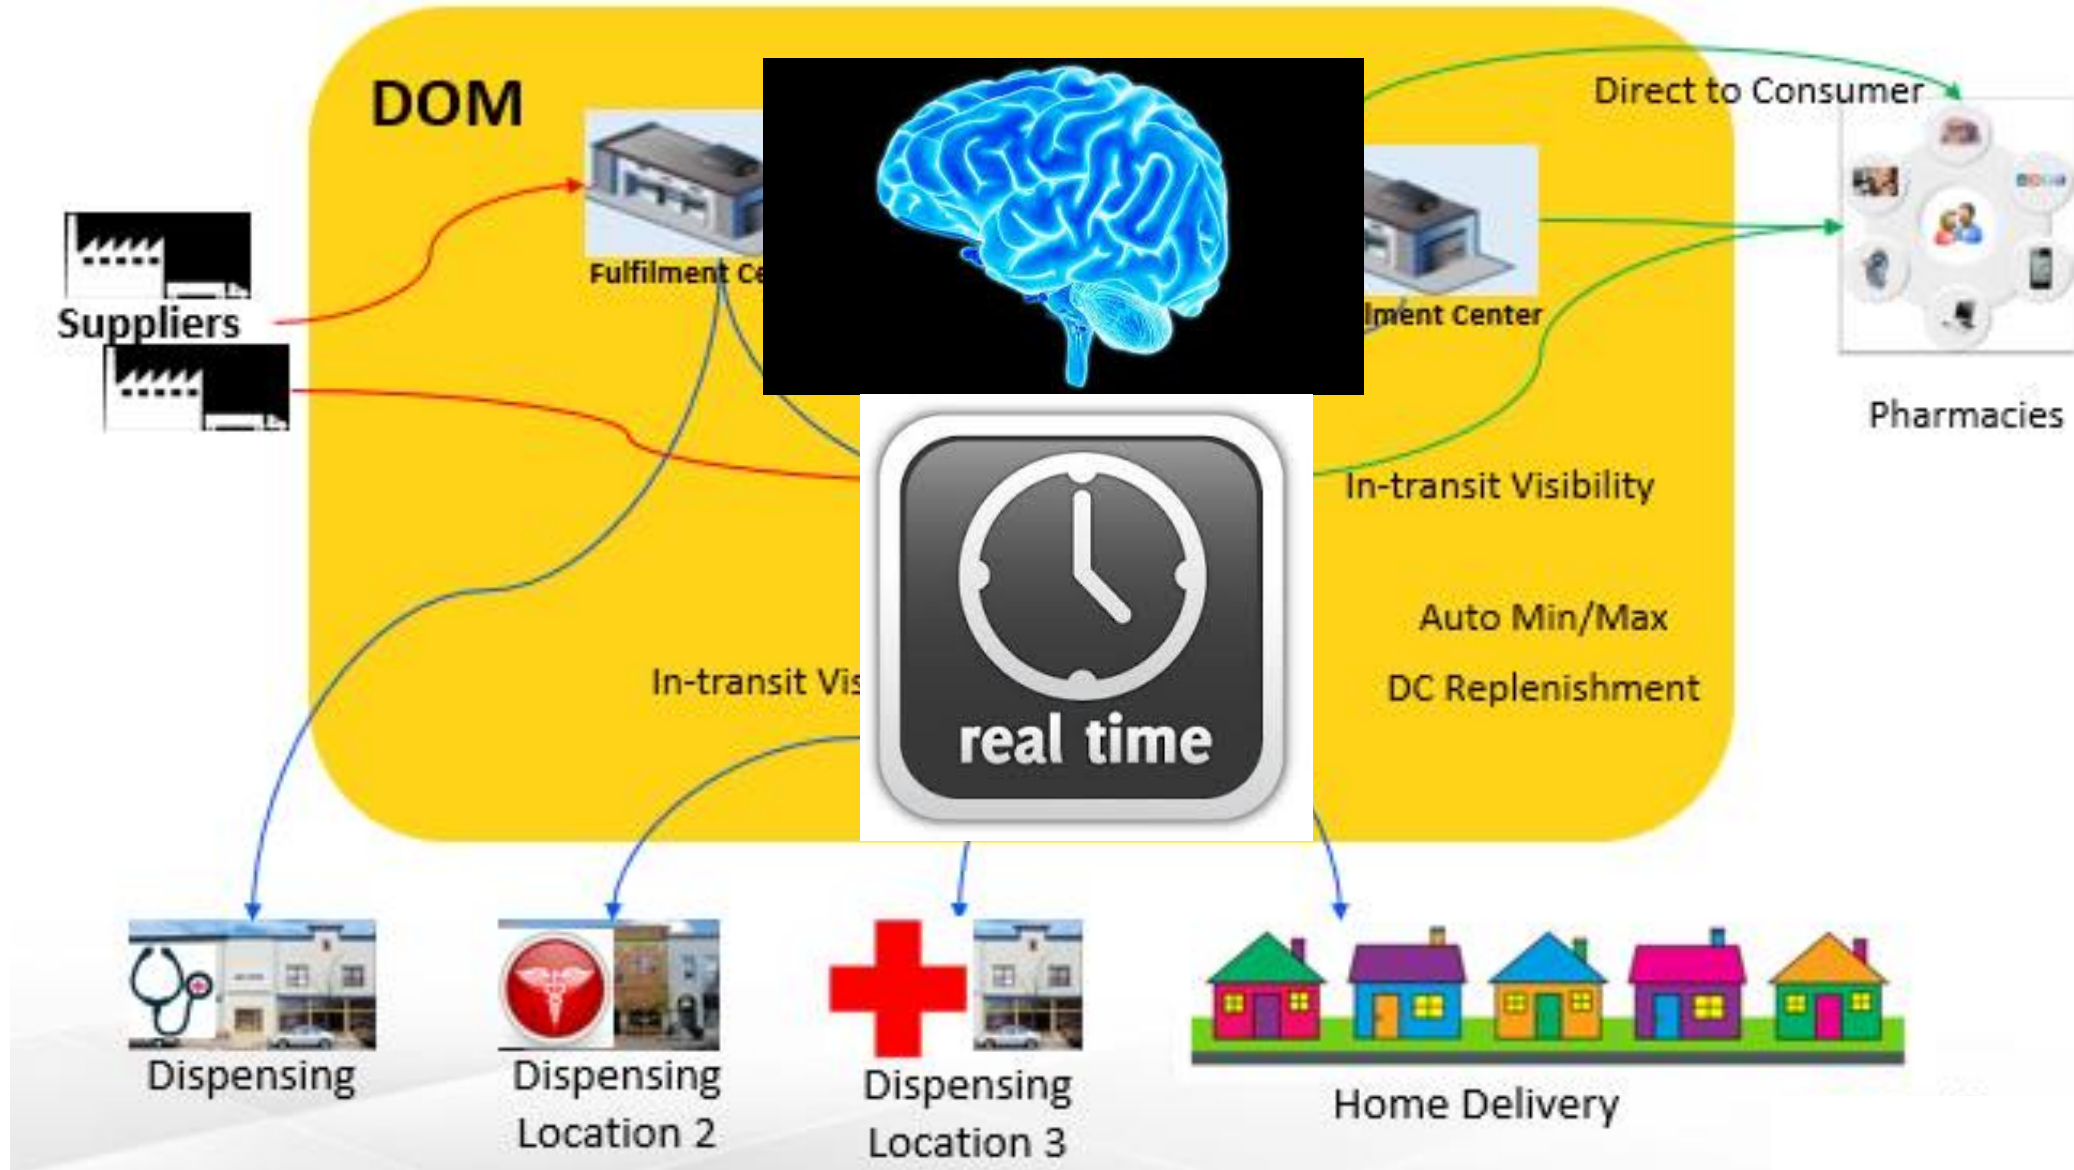 DOM
Direct to Consumer
Fulfilment Ce
lment Center
Suppliers
Pharmacies
In-transit Visibility
Auto Min/Max
In-transit Vis
DC Replenishment
real time
Dispensing
Dispensing
Location 2
Dispensing
Location 3
Home Delivery